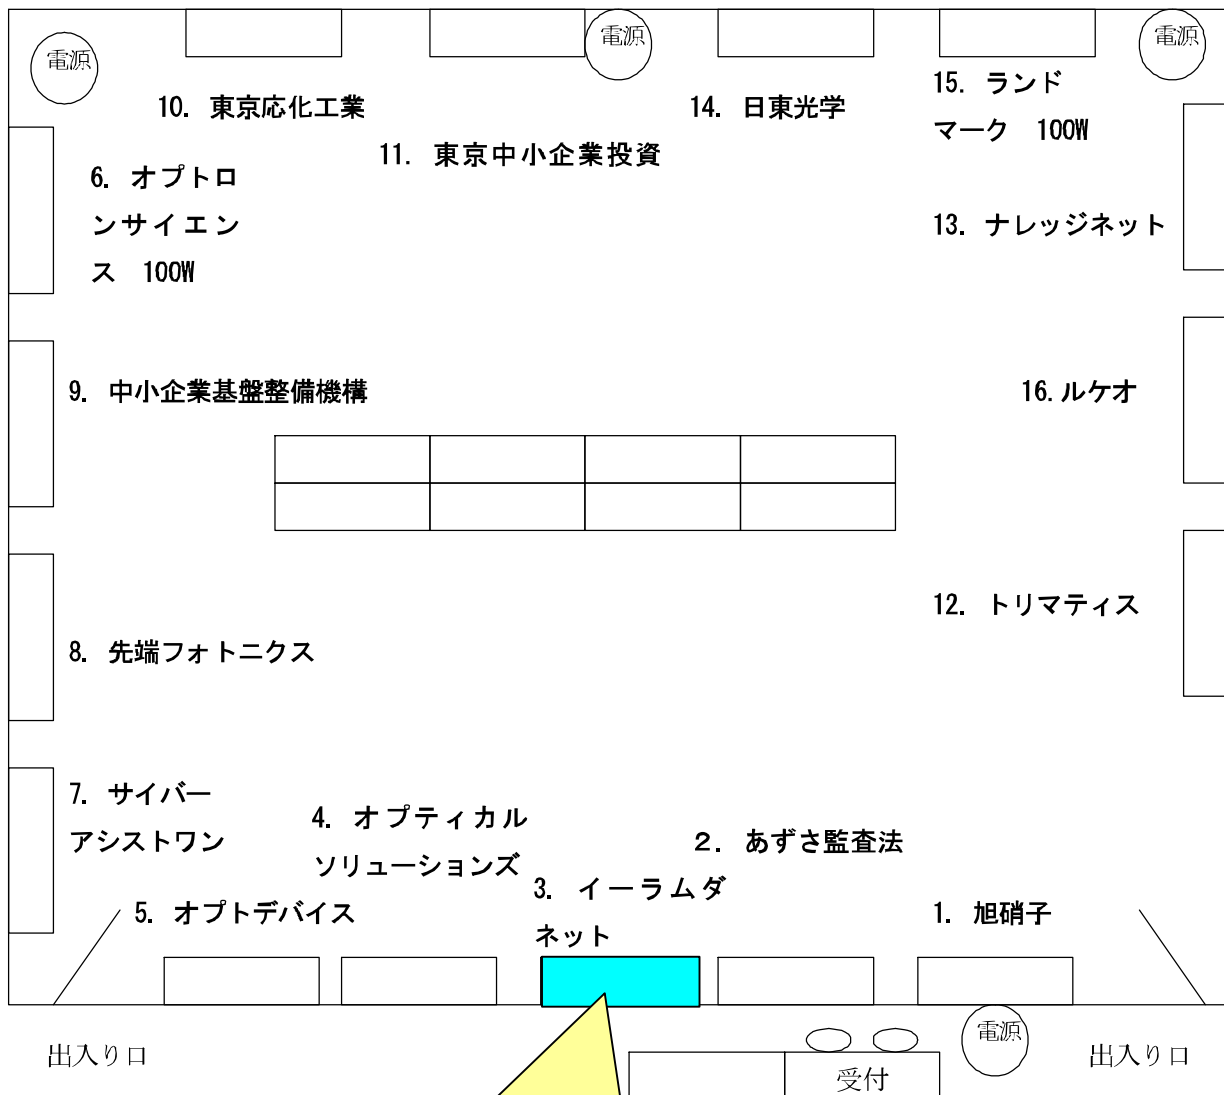 電源
電源
電源
10. 東京応化工業
11. 東京中小企業投資
14. 日東光学
15. ランド
マーク 100W
6. オプトロ
ンサイエン
ス 100W
13. ナレッジネット
9. 中小企業基盤整備機構
16.ルケオ
12. トリマティス
8. 先端フォトニクス
7. サイバー
アシストワン
4. オプティカル
ソリューションズ
3. イーラムダ
ネット
2. あずさ監査法
5. オプトデバイス
1. 旭硝子
出入り口
受付
電源
出入り口